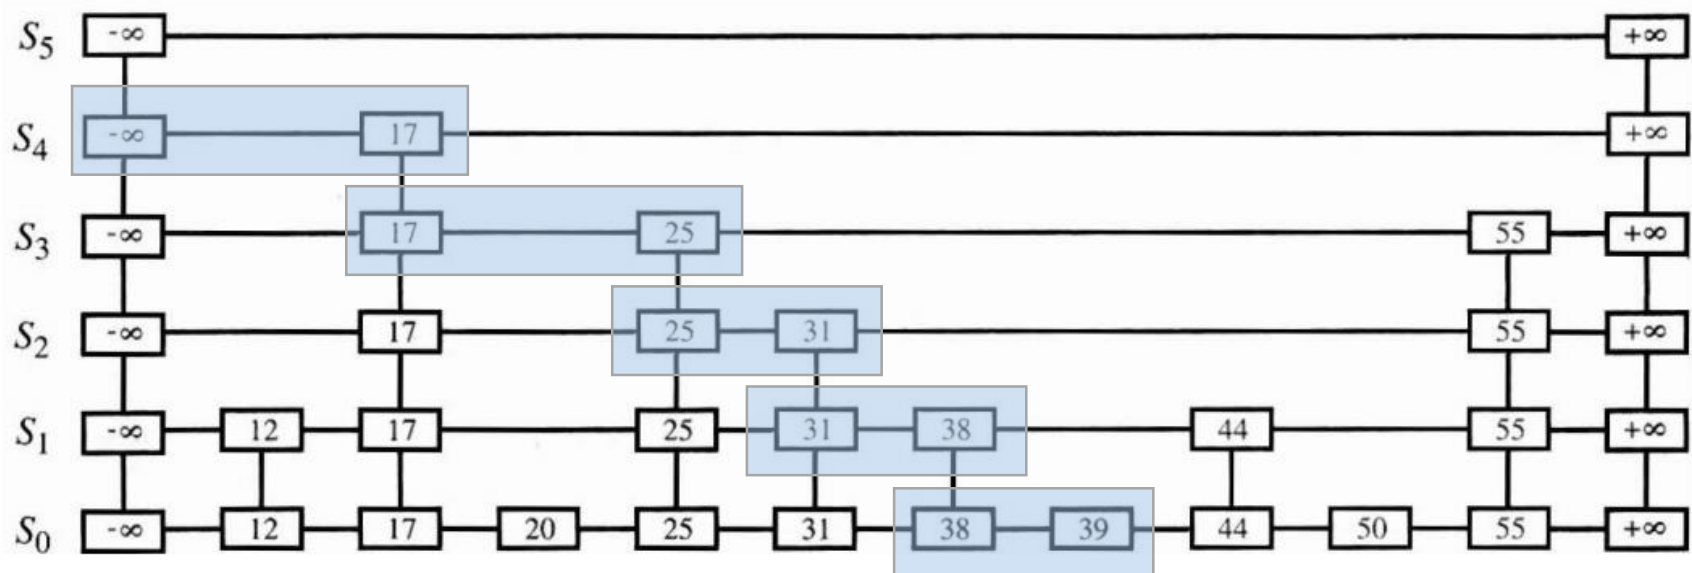 S5 -∞ +∞
S4 -∞ 17 +∞
S3 -∞ 17 25 55 +∞
S2 -∞ 17 25 31 55 +∞
S1 -∞ 12 17 25 31 38 44 55 +∞
S0 -∞ 12 17 20 25 31 38 39 44 50 55 +∞